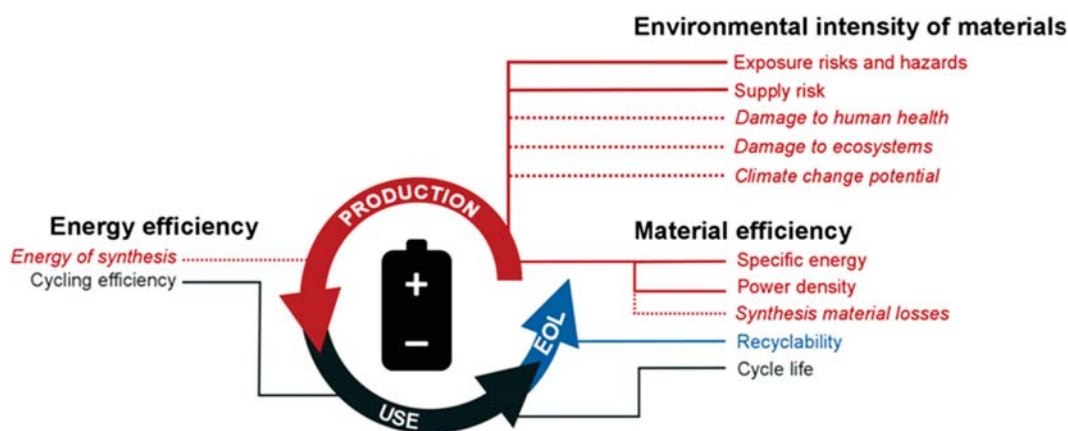 Environmental intensity of materials
Exposure risks and hazards
Supply risk
Damage to human health
Damage to ecosystems
Climate change potential
PRODUCTION
Energy efficiency
Energy of synthesis
Cycling efficiency
+
–
Material efficiency
Specific energy
Power density
Synthesis material losses
EOL
Recyclability
Cycle life
USE